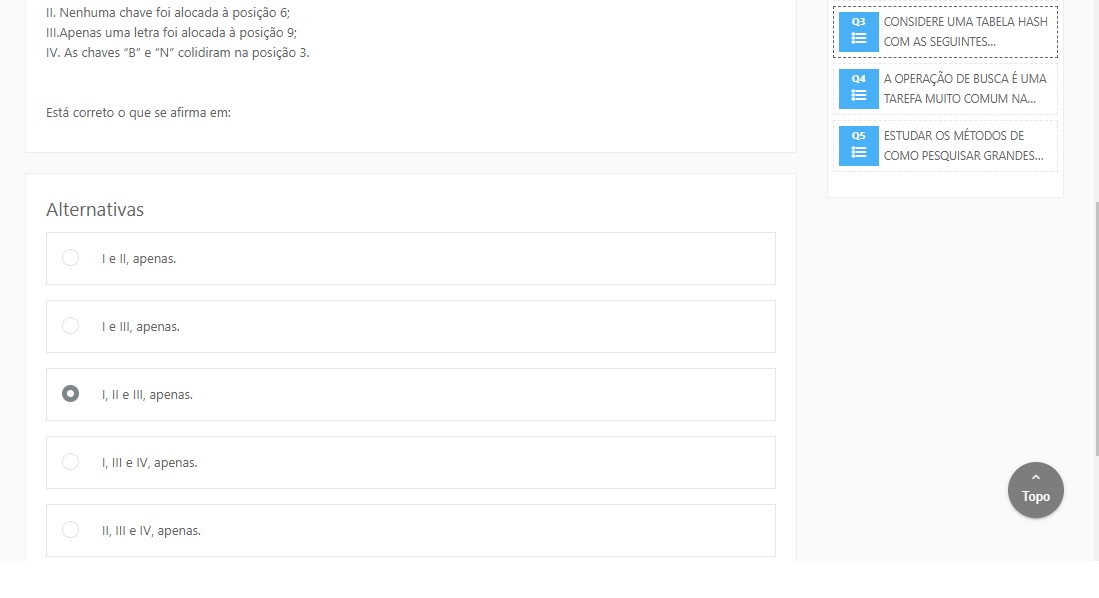 II. Nenhuma chave foi alocada à posição 6;
III.Apenas uma letra foi alocada à posição 9;
IV. As chaves “B” e “N” colidiram na posição 3.
Está correto o que se afirma em:
Alternativas
I e II, apenas.
I e III, apenas.
I, II e III, apenas.
I, III e IV, apenas.
II, III e IV, apenas.
Q3
CONSIDERE UMA TABELA HASH
COM AS SEGUINTES...
Q4
A OPERAÇÃO DE BUSCA É UMA
TAREFA MUITO COMUM NA...
Q5
ESTUDAR OS MÉTODOS DE
COMO PESQUISAR GRANDES...
Topo